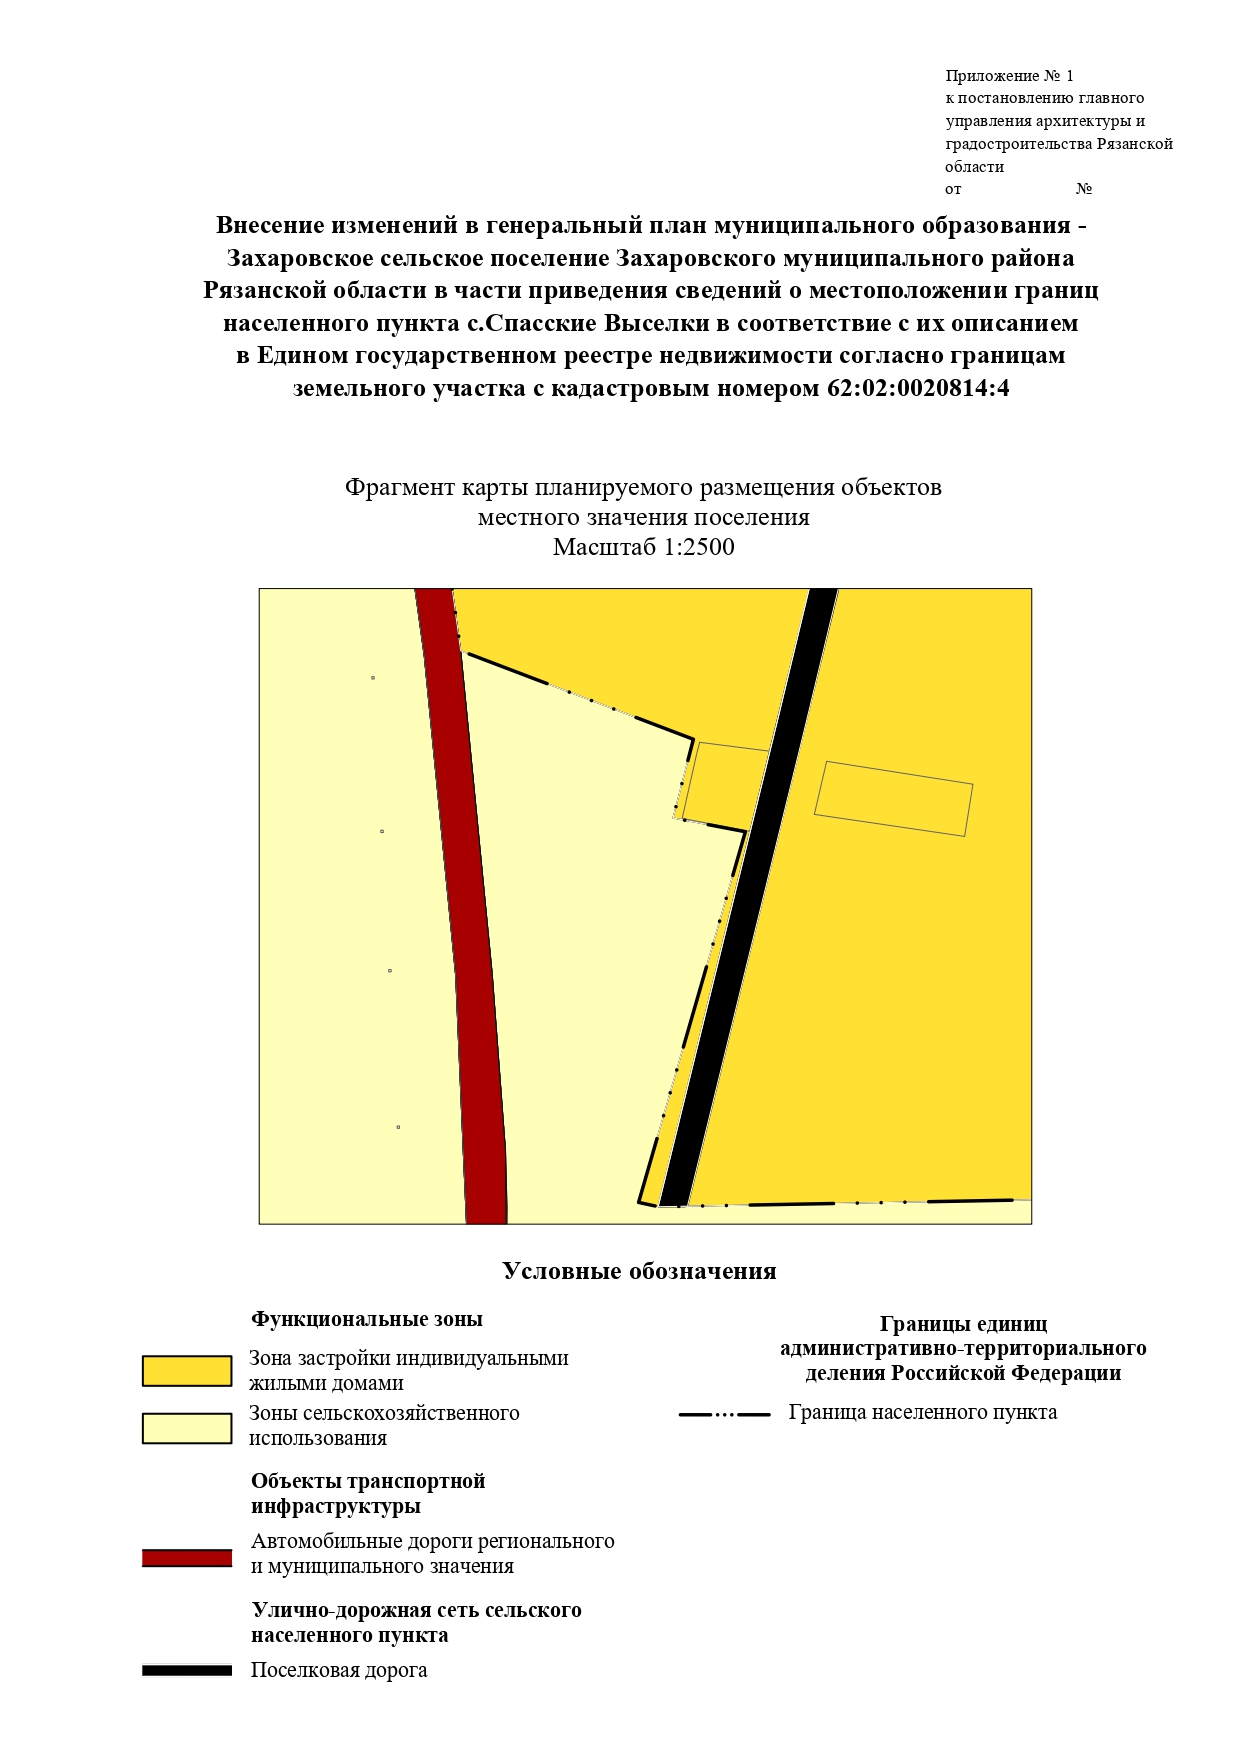 Приложение № 1
к постановлению главного
управления архитектуры и
градостроительства Рязанской
области
от №
Внесение изменений в генеральный план муниципального образования -
Захаровское сельское поселение Захаровского муниципального района
Рязанской области в части приведения сведений о местоположении границ
населенного пункта с.Спасские Выселки в соответствие с их описанием
в Едином государственном реестре недвижимости согласно границам
земельного участка с кадастровым номером 62:02:0020814:4
Фрагмент карты планируемого размещения объектов
местного значения поселения
Масштаб 1:2500
Условные обозначения
Функциональные зоны
Зона застройки индивидуальными
жилыми домами
Зоны сельскохозяйственного
использования
Объекты транспортной
инфраструктуры
Автомобильные дороги регионального
и муниципального значения
Улично-дорожная сеть сельского
населенного пункта
Поселковая дорога
Границы единиц
административно-территориального
деления Российской Федерации
Граница населенного пункта